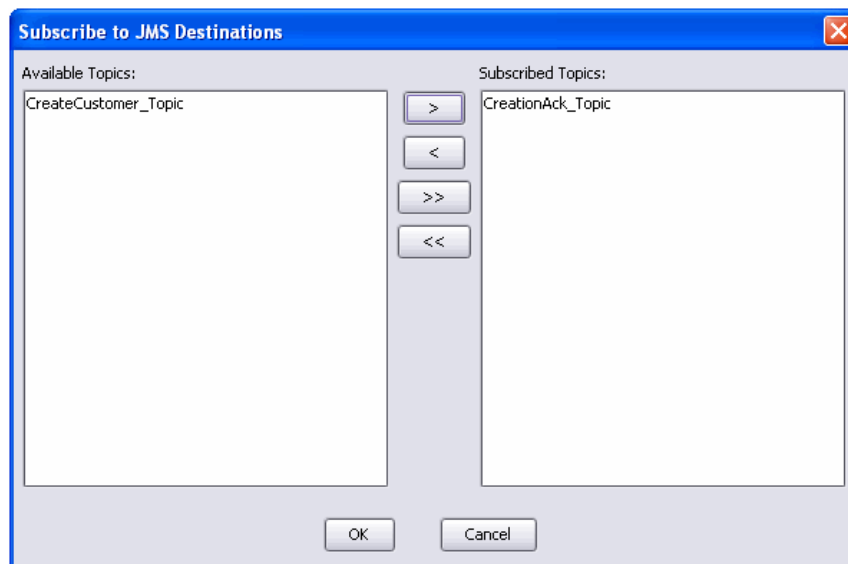 Subscribe to JMS Destinations
Available Topics:
Subscribed Topics:
CreateCustomer_Topic
CreationAck_Topic
>
<
>>
<<
OK
Cancel